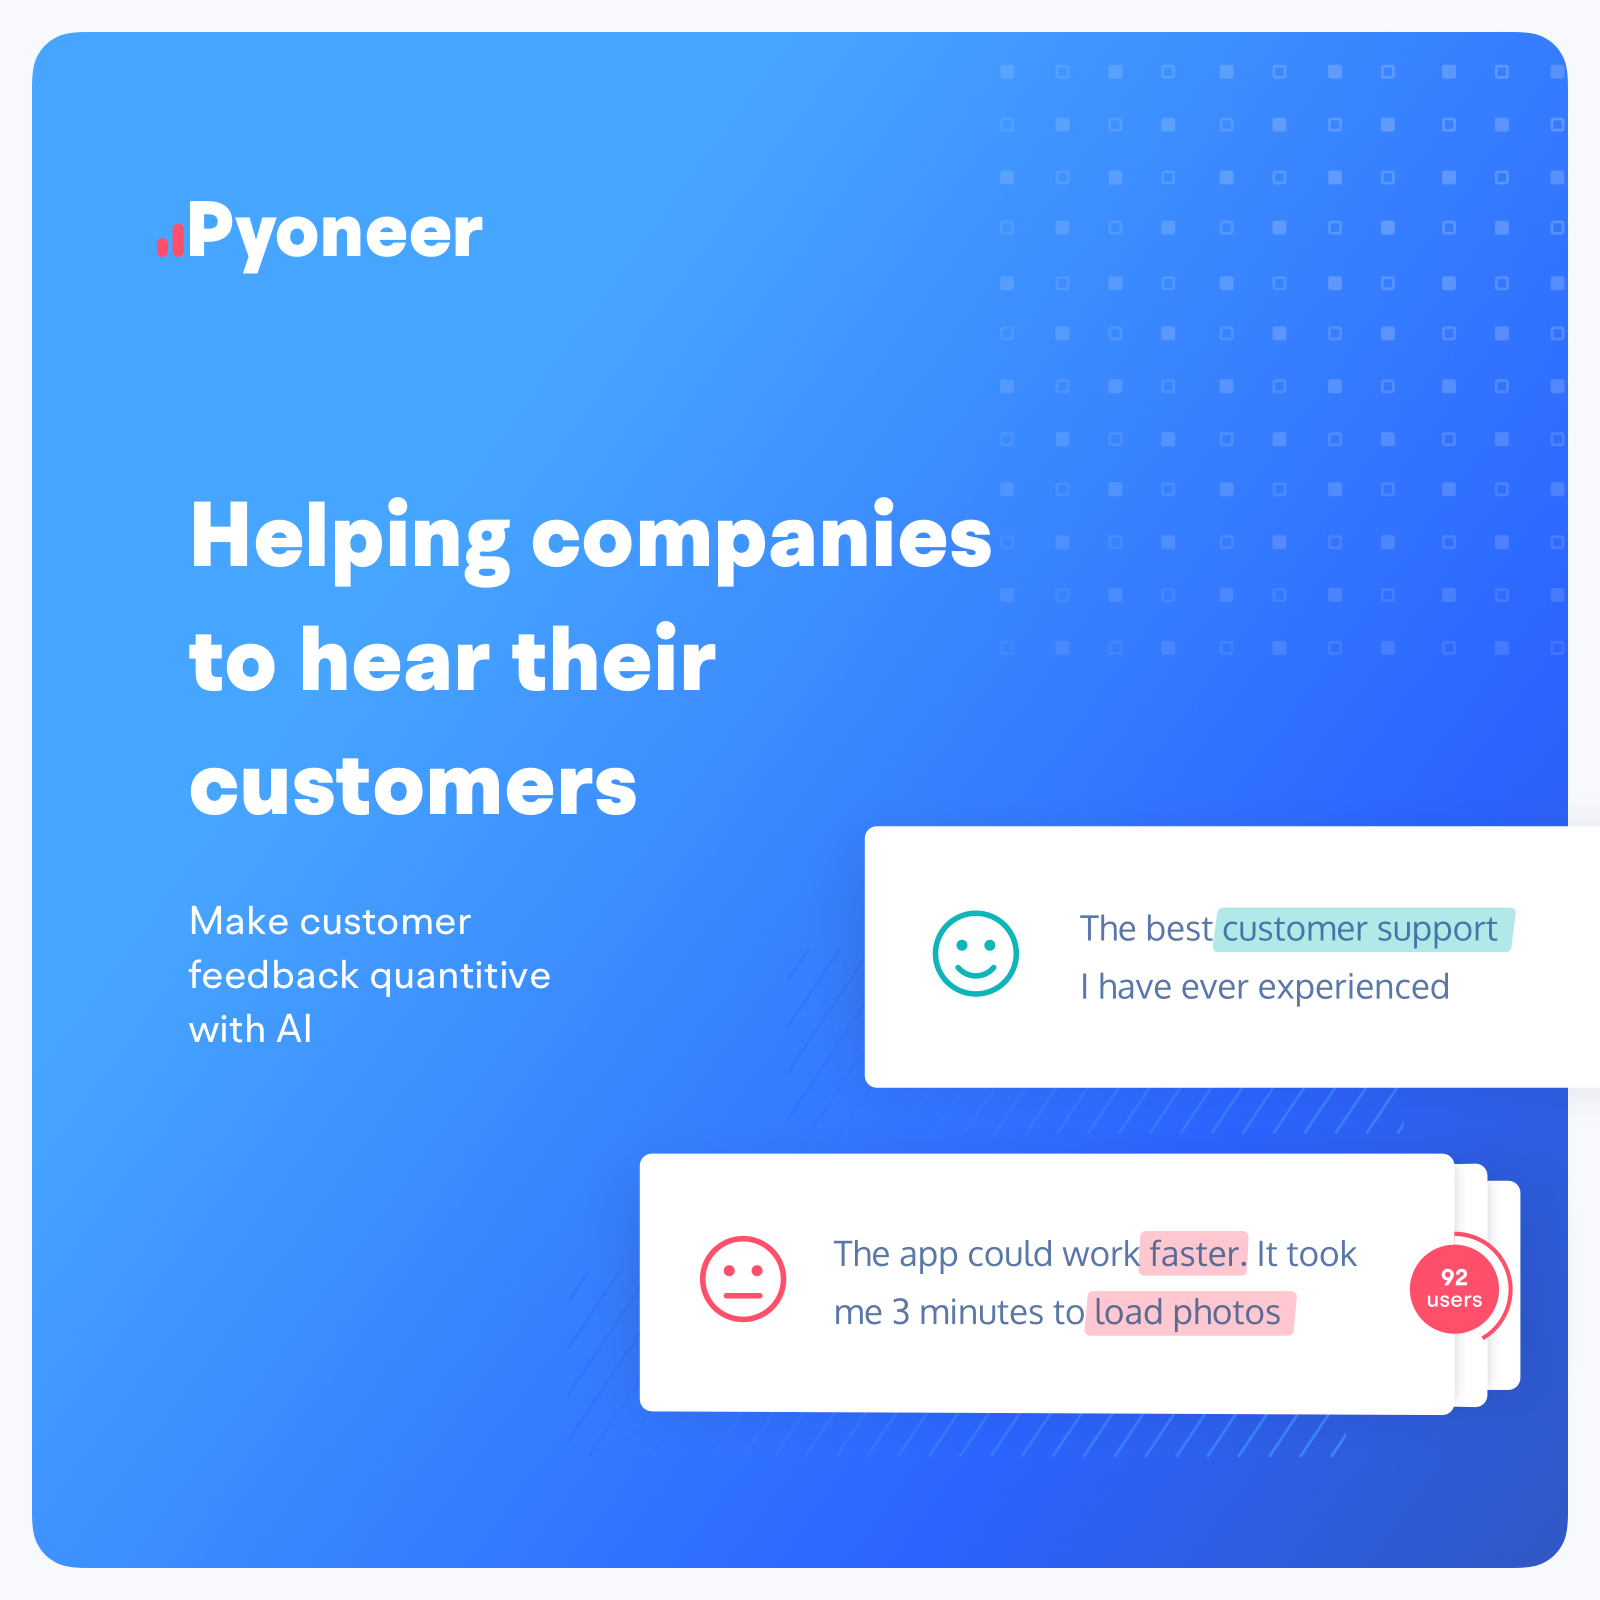 Pyoneer
Helping companies
to hear their
customers
Make customer
feedback quantitive
with AI
The best customer support
I have ever experienced
The app could work faster. It took
me 3 minutes to load photos
92
users